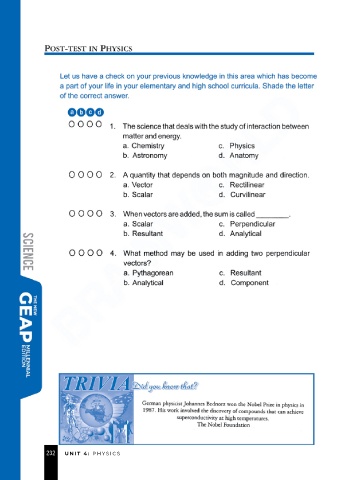 POST-TEST IN PHYSICS
Let us have a check on your previous knowledge in this area which has become
a part of your life in your elementary and high school curricula. Shade the letter
of the correct answer.
a b c d
1. The science that deals with the study of interaction between
matter and energy.
a. Chemistry c. Physics
b. Astronomy d. Anatomy
2. A quantity that depends on both magnitude and direction.
a. Vector c. Rectilinear
b. Scalar d. Curvilinear
3. When vectors are added, the sum is called ________.
a. Scalar c. Perpendicular
b. Resultant d. Analytical
4. What method may be used in adding two perpendicular
vectors?
a. Pythagorean c. Resultant
b. Analytical d. Component
SCIENCE
THE NEW
GEAP
MILLENNIAL
EDITION
TRIVIA Did you know that?
German physicist Johannes Bednorz won the Nobel Prize in physics in
1987. His work involved the discovery of compounds that can achieve
superconductivity at high temperatures.
The Nobel Foundation
202 UNIT 4: PHYSICS